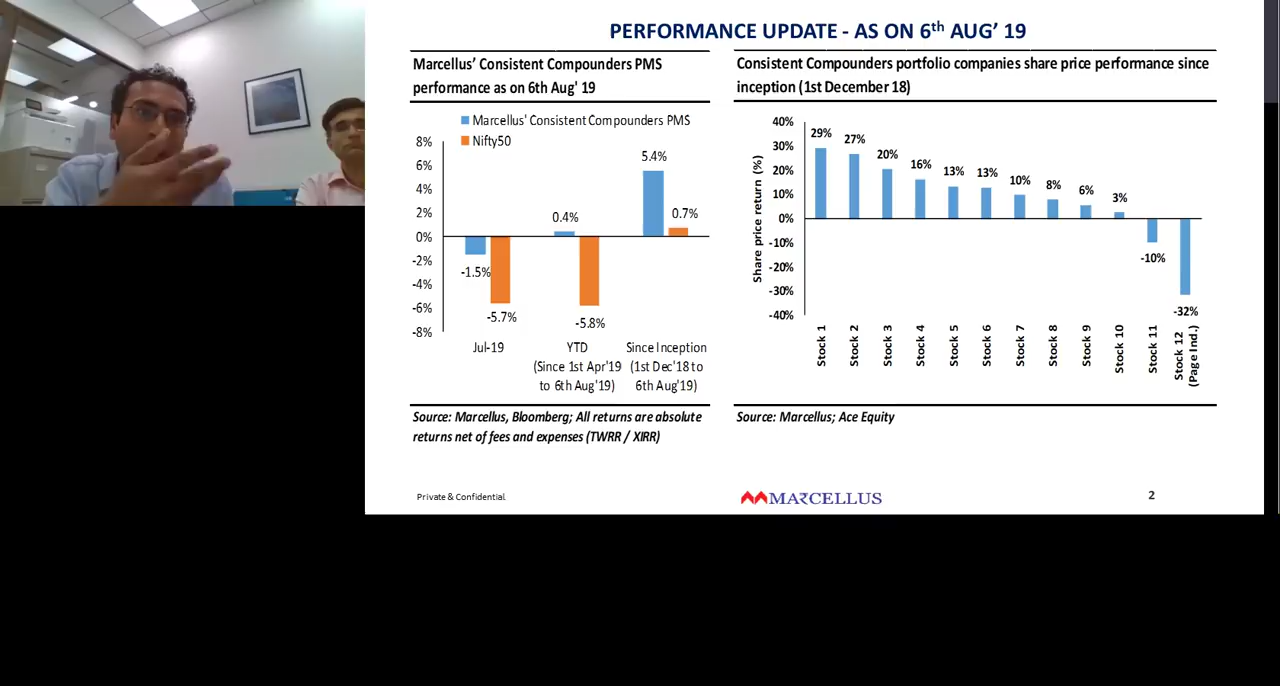 PERFORMANCE UPDATE - AS ON 6th AUG' 19
Marcellus' Consistent Compounders PMS
performance as on 6th Aug' 19
Marcellus' Consistent Compounders PMS
Nifty50
8%
6%
4%
2%
0%
-2%
-4%
-6%
-8%
-1.5%
-5.7%
0.4%
-5.8%
5.4%
0.7%
Jul-19
YTD
(Since 1st Apr'19
to 6th Aug'19)
Since Inception
(1st Dec'18 to
6th Aug'19)
Source: Marcellus, Bloomberg; All returns are absolute
returns net of fees and expenses (TWRR / XIRR)
Consistent Compounders portfolio companies share price performance since
inception (1st December 18)
Share price return (%)
40%
30%
20%
10%
0%
-10%
-20%
-30%
-40%
29%
27%
20%
16%
13%
13%
10%
8%
6%
3%
-10%
-32%
Stock 1
Stock 2
Stock 3
Stock 4
Stock 5
Stock 6
Stock 7
Stock 8
Stock 9
Stock 10
Stock 11
Stock 12
(Page Ind.)
Source: Marcellus; Ace Equity
Private & Confidential
MARCELLUS
2